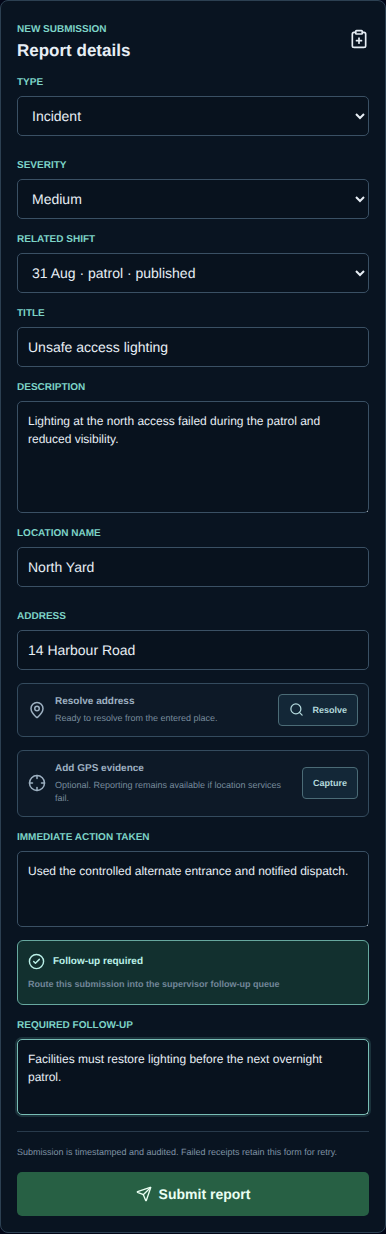 NEW SUBMISSION
Report details
TYPE
Incident
SEVERITY
Medium
RELATED SHIFT
31 Aug · patrol · published
TITLE
Unsafe access lighting
DESCRIPTION
Lighting at the north access failed during the patrol and
reduced visibility.
LOCATION NAME
North Yard
ADDRESS
14 Harbour Road
Resolve address
Ready to resolve from the entered place.
Resolve
Add GPS evidence
Optional. Reporting remains available if location services
fail.
Capture
IMMEDIATE ACTION TAKEN
Used the controlled alternate entrance and notified dispatch.
Follow-up required
Route this submission into the supervisor follow-up queue
REQUIRED FOLLOW-UP
Facilities must restore lighting before the next overnight
patrol.
Submission is timestamped and audited. Failed receipts retain this form for retry.
Submit report